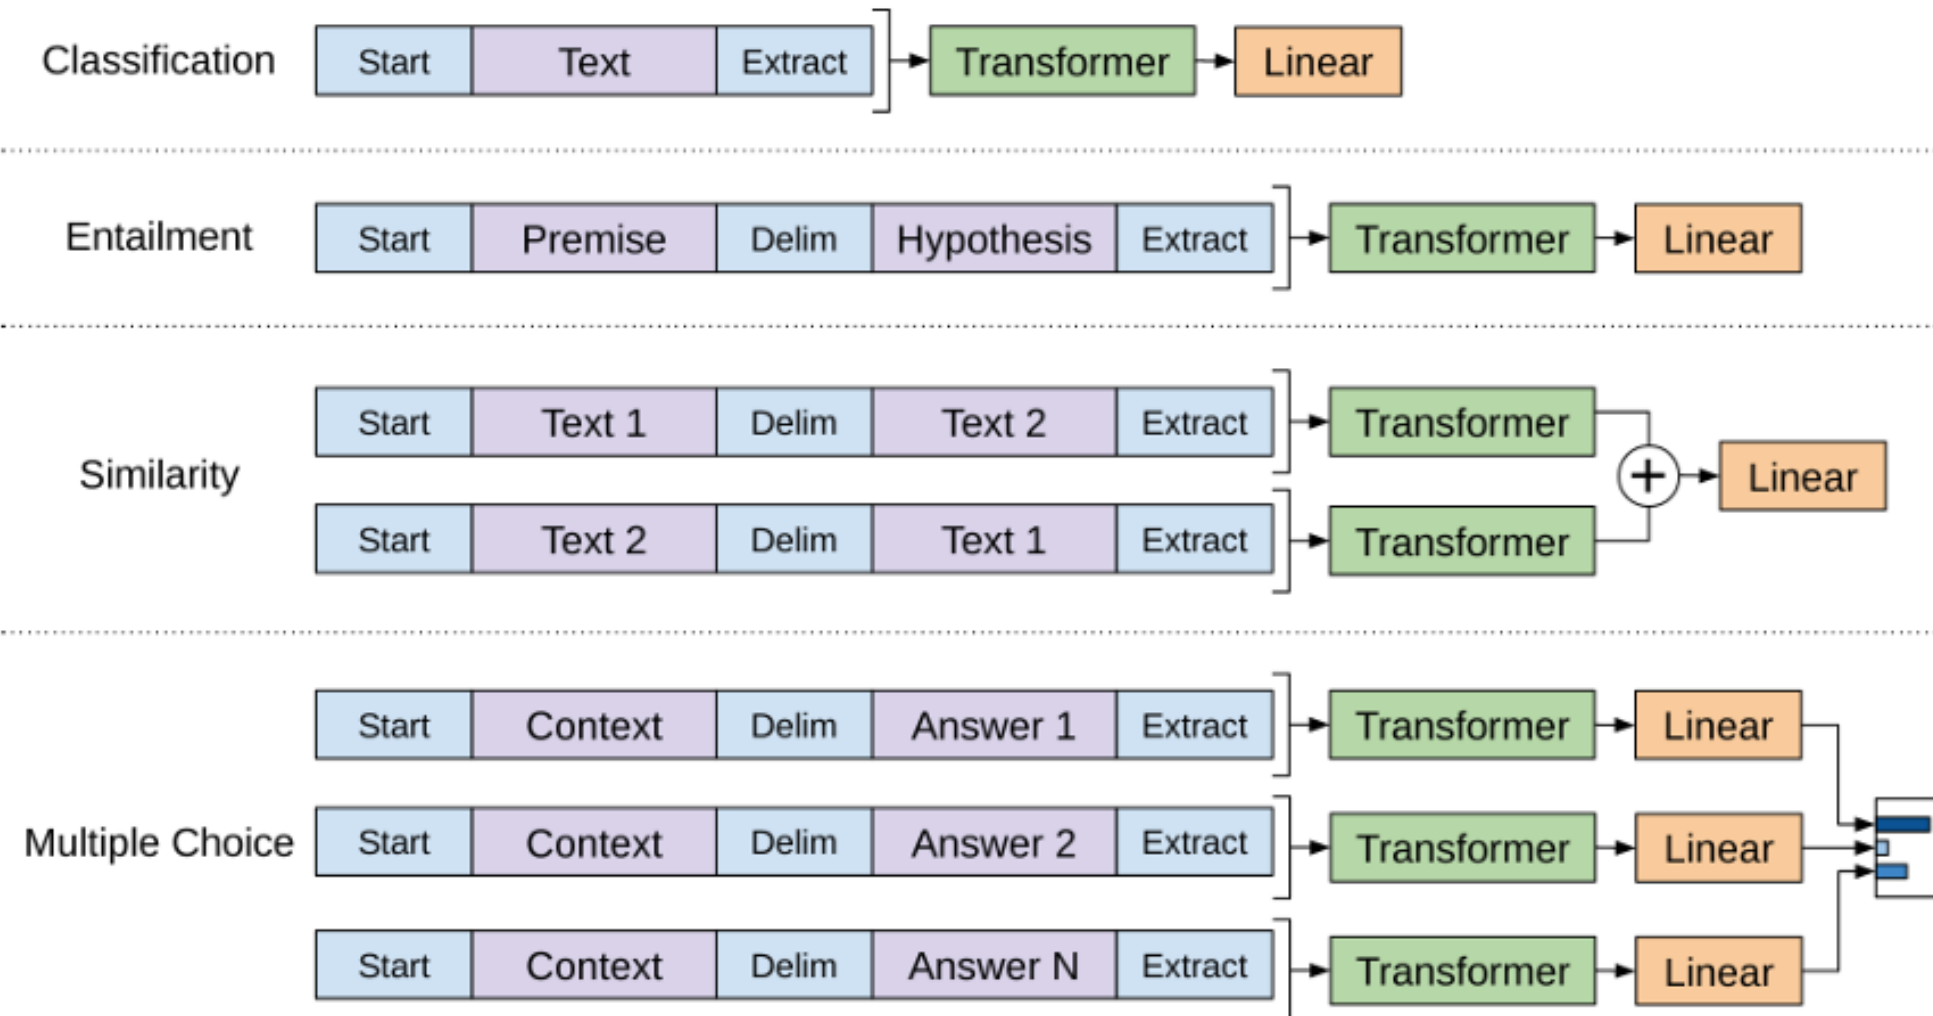 Classification Start Text Extract Transformer Linear
Entailment Start Premise Delim Hypothesis Extract Transformer Linear
Start Text 1 Delim Text 2 Extract Transformer
Similarity + Linear
Start Text 2 Delim Text 1 Extract Transformer
Start Context Delim Answer 1 Extract Transformer Linear
Multiple Choice Start Context Delim Answer 2 Extract Transformer Linear
Start Context Delim Answer N Extract Transformer Linear